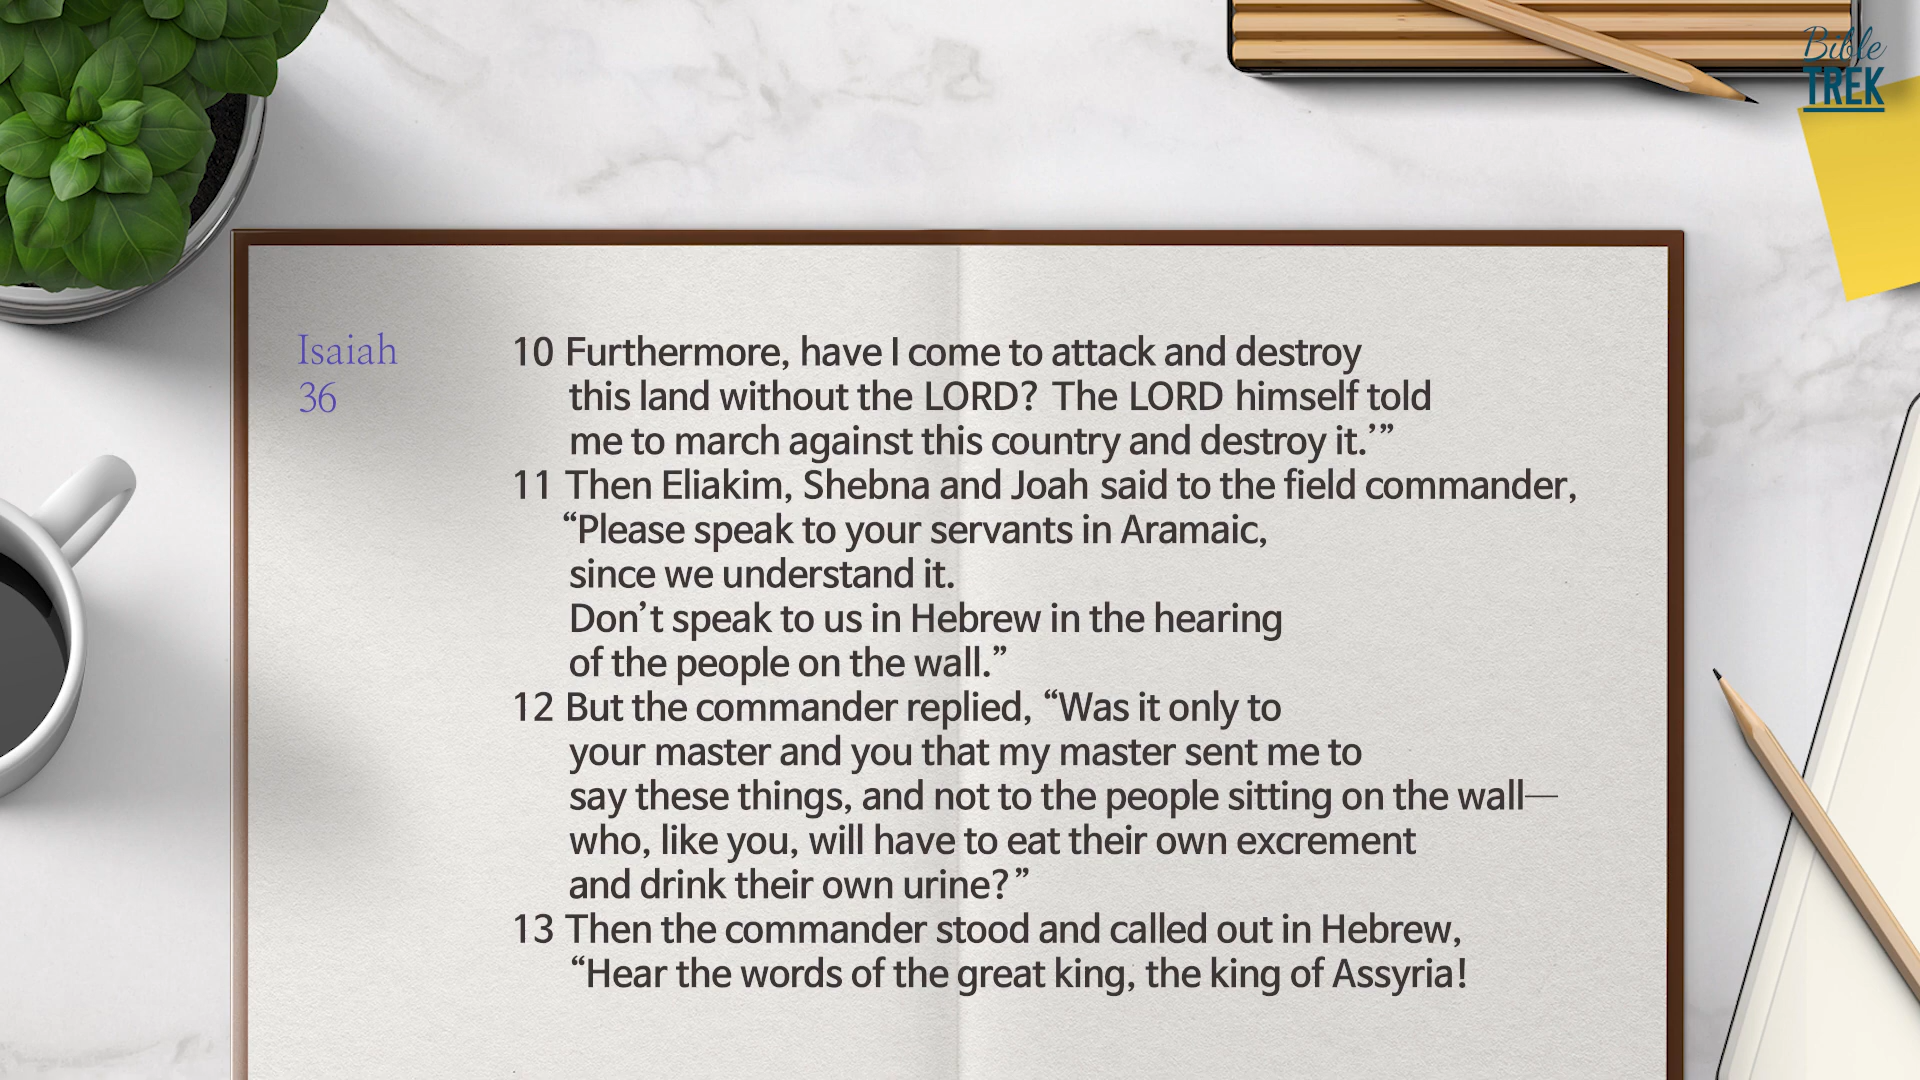 Bible
TREK
Isaiah
36
10 Furthermore, have I come to attack and destroy
this land without the LORD? The LORD himself told
me to march against this country and destroy it.’”
11 Then Eliakim, Shebna and Joah said to the field commander,
“Please speak to your servants in Aramaic,
since we understand it.
Don’t speak to us in Hebrew in the hearing
of the people on the wall.”
12 But the commander replied, “Was it only to
your master and you that my master sent me to
say these things, and not to the people sitting on the wall—
who, like you, will have to eat their own excrement
and drink their own urine?”
13 Then the commander stood and called out in Hebrew,
“Hear the words of the great king, the king of Assyria!